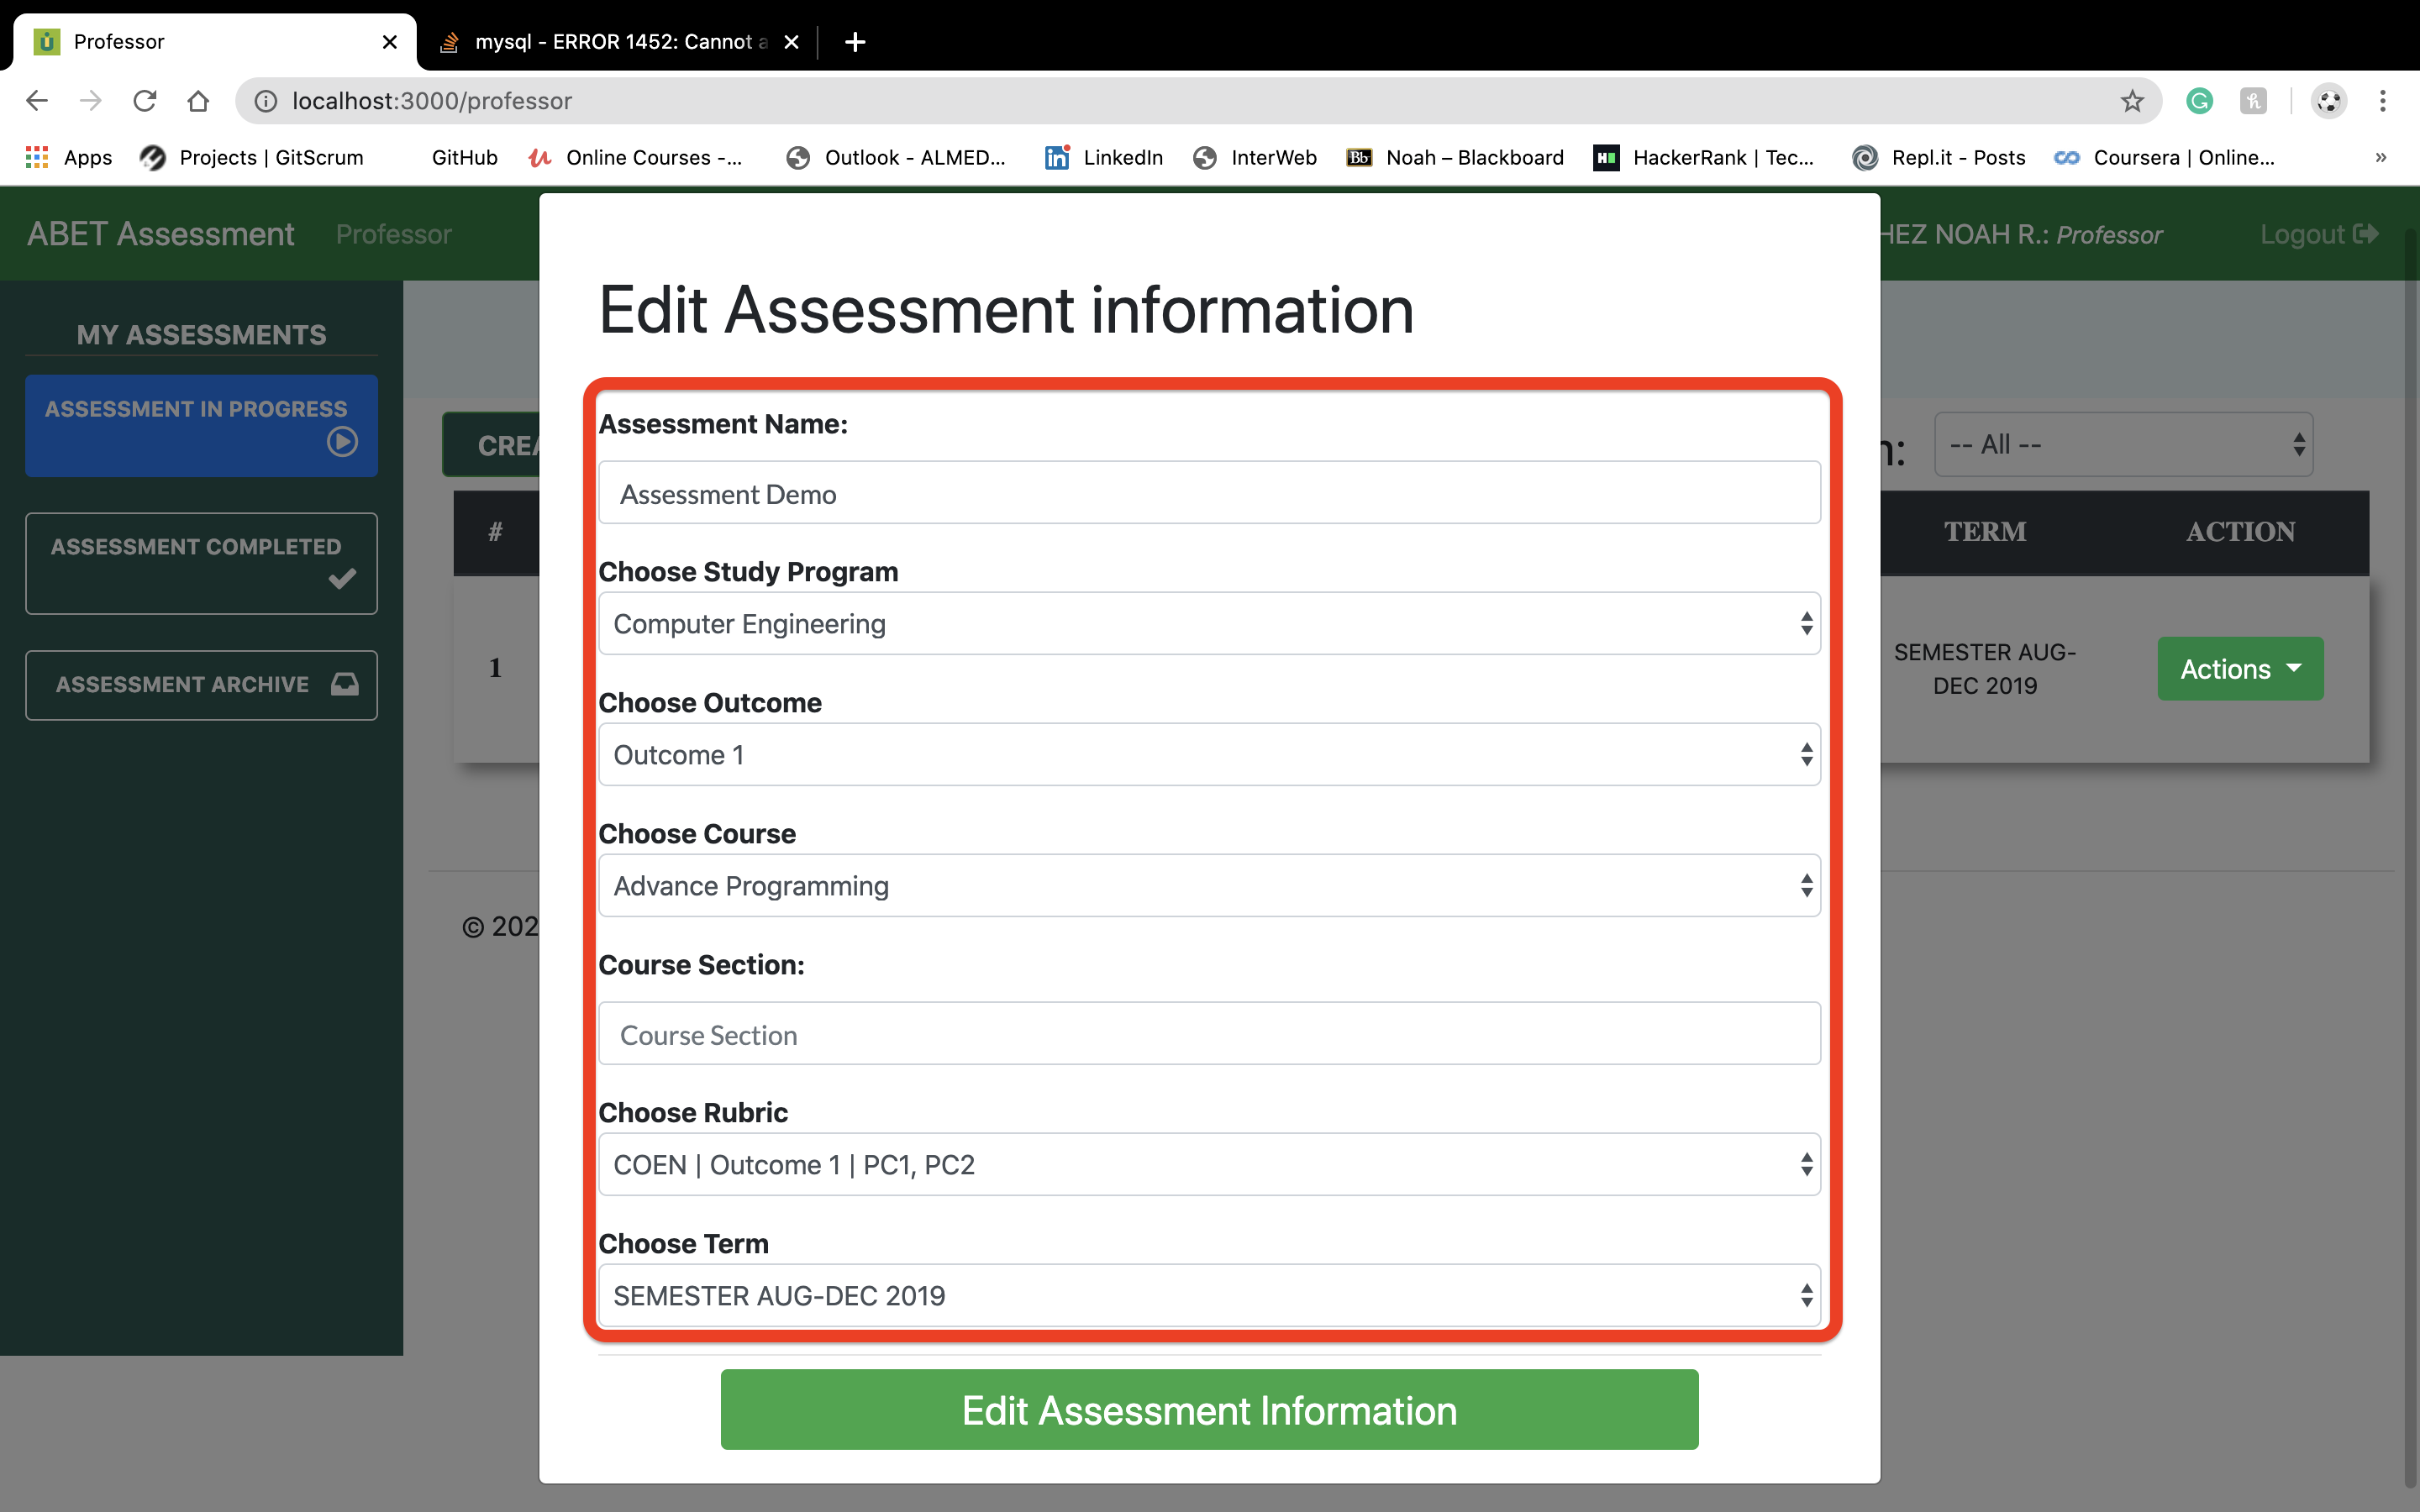 Professor
mysql - ERROR 1452: Cannot a
localhost:3000/professor
Apps
Projects | GitScrum
GitHub
Online Courses -...
Outlook - ALMED...
LinkedIn
InterWeb
Noah – Blackboard
HackerRank | Tec...
Repl.it - Posts
Coursera | Online...
»
ABET Assessment
Professor
HEZ NOAH R.: Professor
Logout
MY ASSESSMENTS
ASSESSMENT IN PROGRESS
ASSESSMENT COMPLETED
ASSESSMENT ARCHIVE
CREA
n:
-- All --
#
TERM
ACTION
1
SEMESTER AUG-
DEC 2019
Actions
© 202
Edit Assessment information
Assessment Name:
Assessment Demo
Choose Study Program
Computer Engineering
Choose Outcome
Outcome 1
Choose Course
Advance Programming
Course Section:
Course Section
Choose Rubric
COEN | Outcome 1 | PC1, PC2
Choose Term
SEMESTER AUG-DEC 2019
Edit Assessment Information